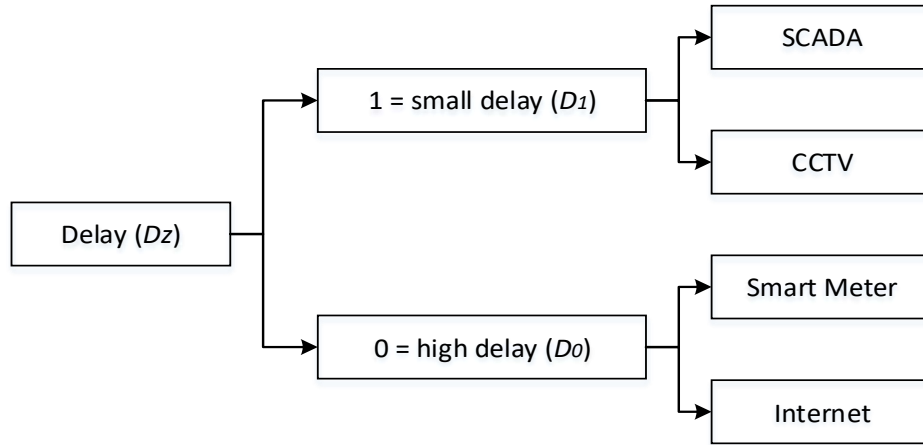 SCADA
1 = small delay (D1)
CCTV
Delay (Dz)
Smart Meter
0 = high delay (D0)
Internet